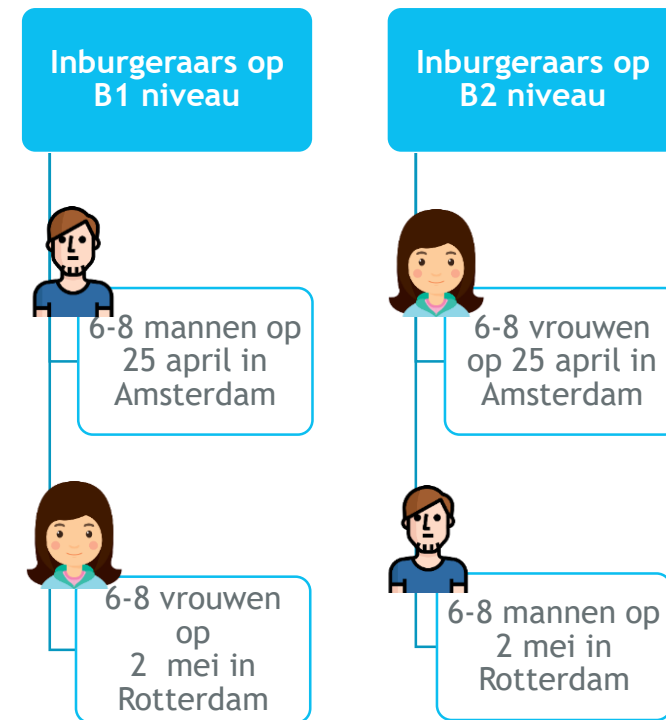 Inburgeraars op
B1 niveau
6-8 mannen op
25 april in
Amsterdam
6-8 vrouwen
op
2 mei in
Rotterdam
Inburgeraars op
B2 niveau
6-8 vrouwen
op 25 april in
Amsterdam
6-8 mannen op
2 mei in
Rotterdam